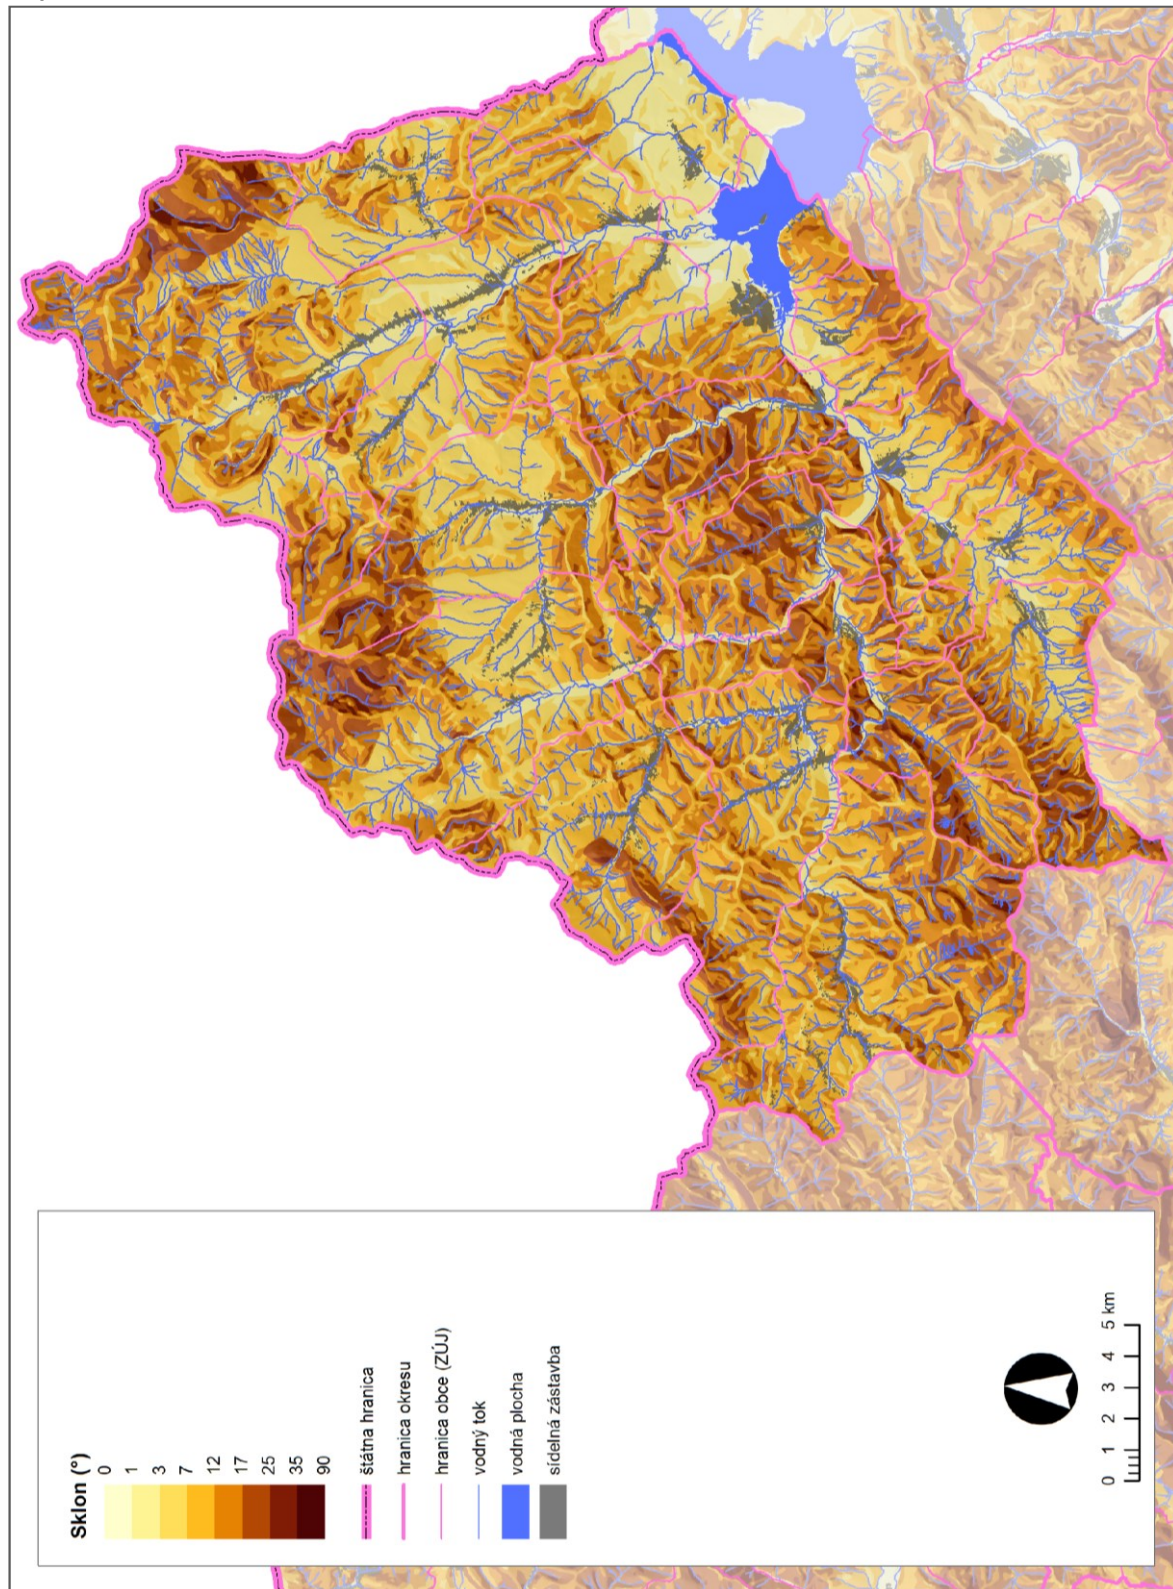 Sklon (°)
0
1
3
7
12
17
25
35
90
štátna hranica
hranica okresu
hranica obce (ZÚJ)
vodný tok
vodná plocha
sídelná zástavba
0 1 2 3 4 5 km